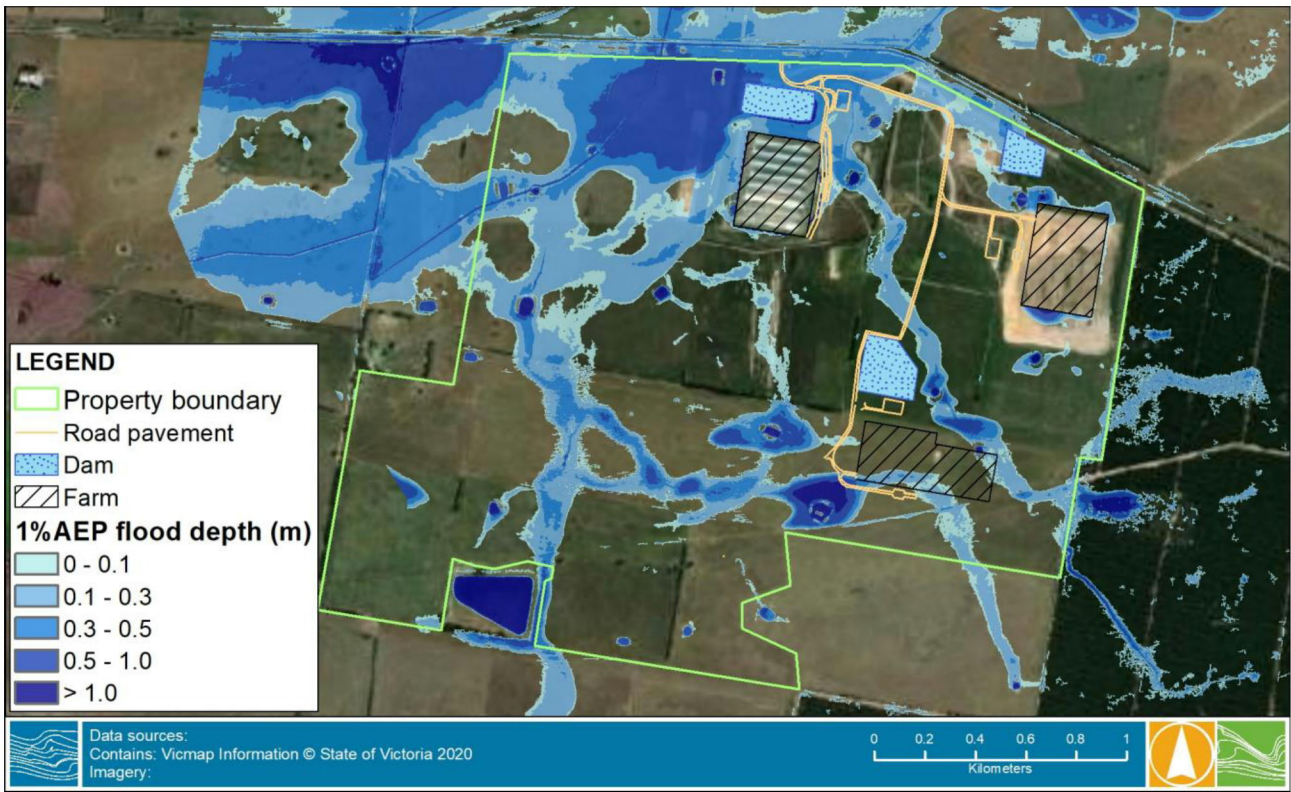 LEGEND
Property boundary
Road pavement
Dam
Farm
1%AEP flood depth (m)
0 - 0.1
0.1 - 0.3
0.3 - 0.5
0.5 - 1.0
> 1.0
Data sources:
Contains: Vicmap Information © State of Victoria 2020
Imagery:
0 0.2 0.4 0.6 0.8 1
Kilometers